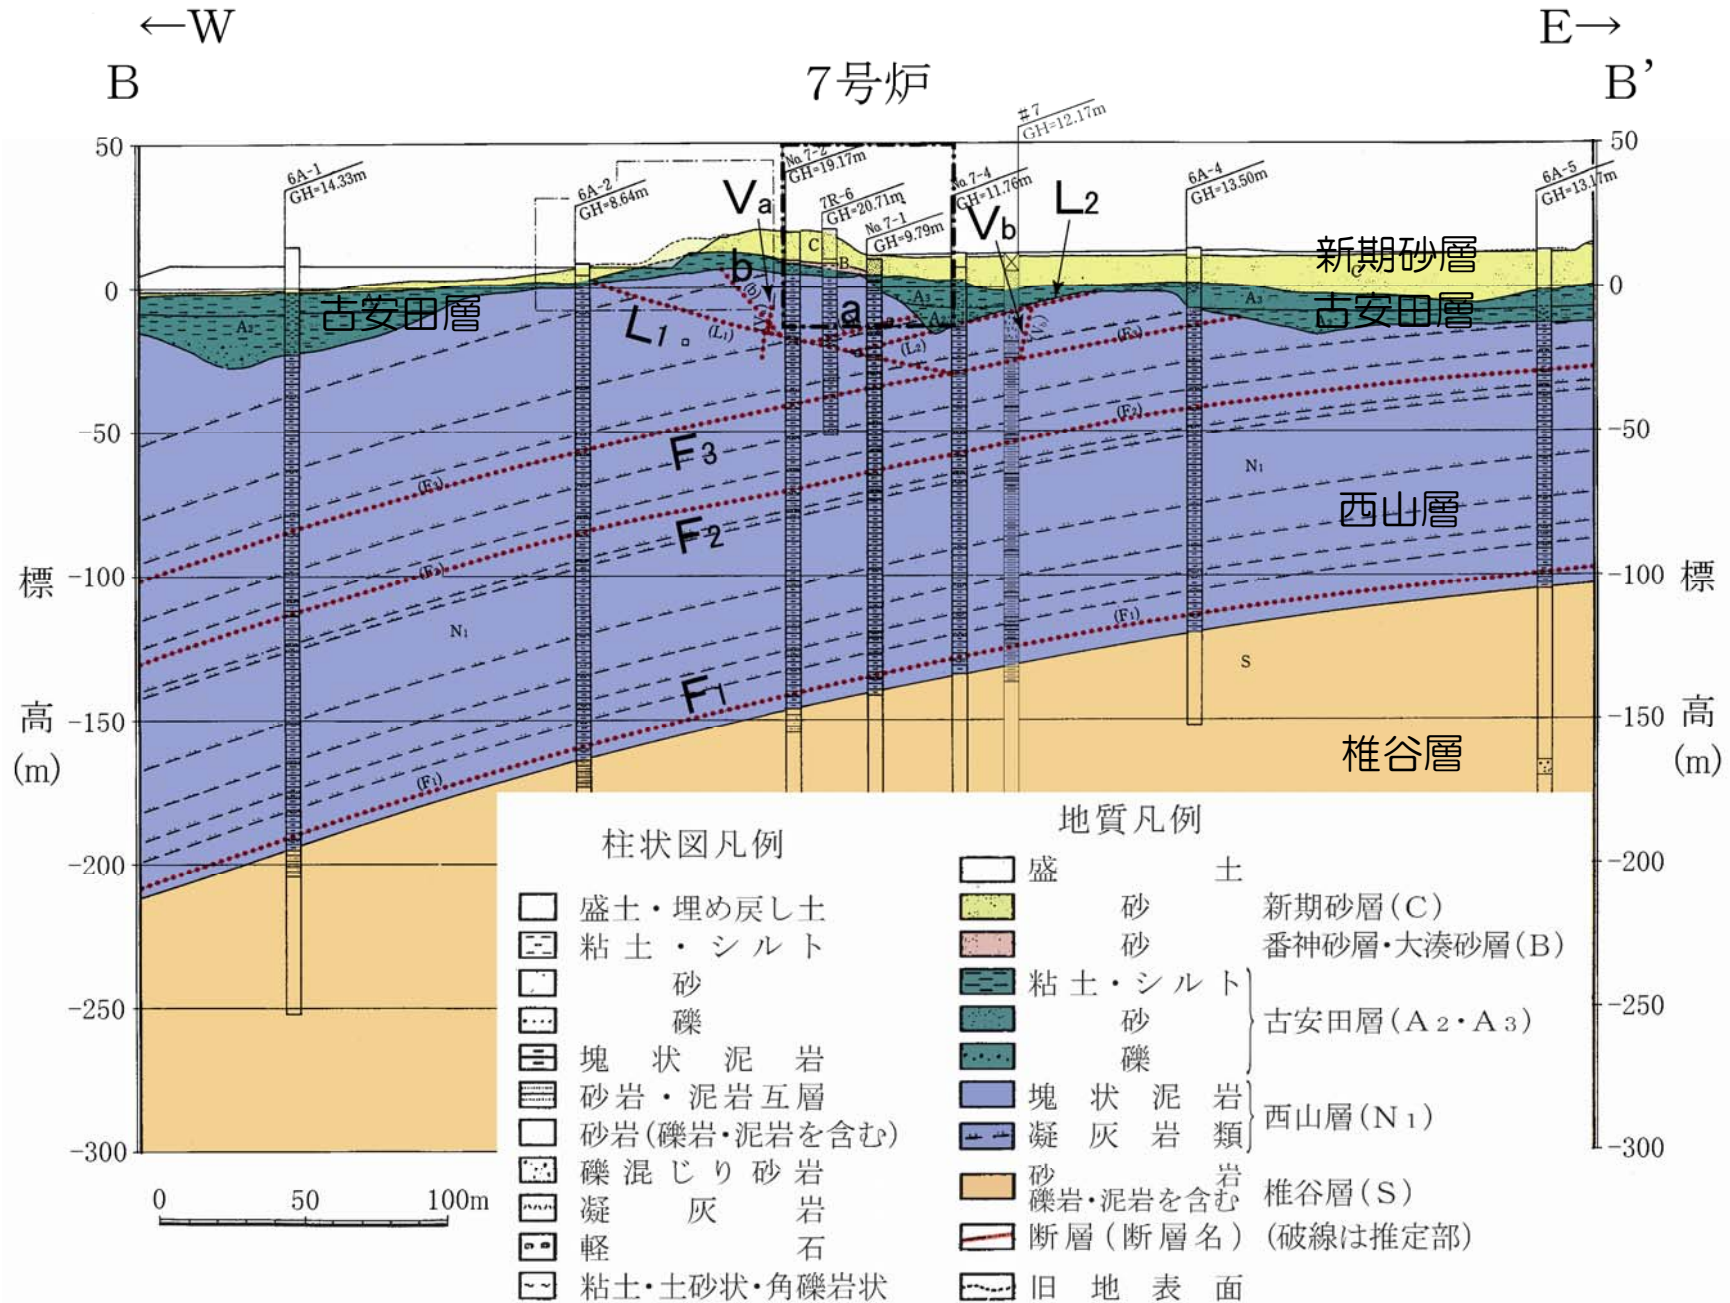 ←W
E→
B
7号炉
B’
#7
GH=12.17m
6A-1
GH=14.33m
6A-2
GH=8.64m
No.7-2
GH=19.17m
7R-6
GH=20.71m
No.7-1
GH=9.79m
No.7-4
GH=11.76m
6A-4
GH=13.50m
6A-5
GH=13.17m
50
50
Va
Vb
L2
C
B
b
(b)
新期砂層
C
0
0
A3
古安田層
A3
A2
A3
古安田層
a
L1
(L1)
(L2)
(F3)
-50
-50
F3
(F2)
(F3)
N1
F2
西山層
標
-100
(F2)
-100
標
N1
(F1)
S
F1
高
-150
-150
高
(m)
(F1)
椎谷層
(m)
-200
-200
-250
-250
-300
-300
0 50 100m
柱状図凡例
盛土・埋め戻し土
粘土・シルト
砂
礫
塊状泥岩
砂岩・泥岩互層
砂岩(礫岩・泥岩を含む)
礫混じり砂岩
凝灰岩
軽石
粘土・土砂状・角礫岩状
地質凡例
盛土
砂 新期砂層(C)
砂 番神砂層・大湊砂層(B)
粘土・シルト
砂 古安田層(A2・A3)
礫
塊状泥岩
西山層(N1)
凝灰岩類
砂岩
礫岩・泥岩を含む 椎谷層(S)
断層(断層名) (破線は推定部)
旧地表面